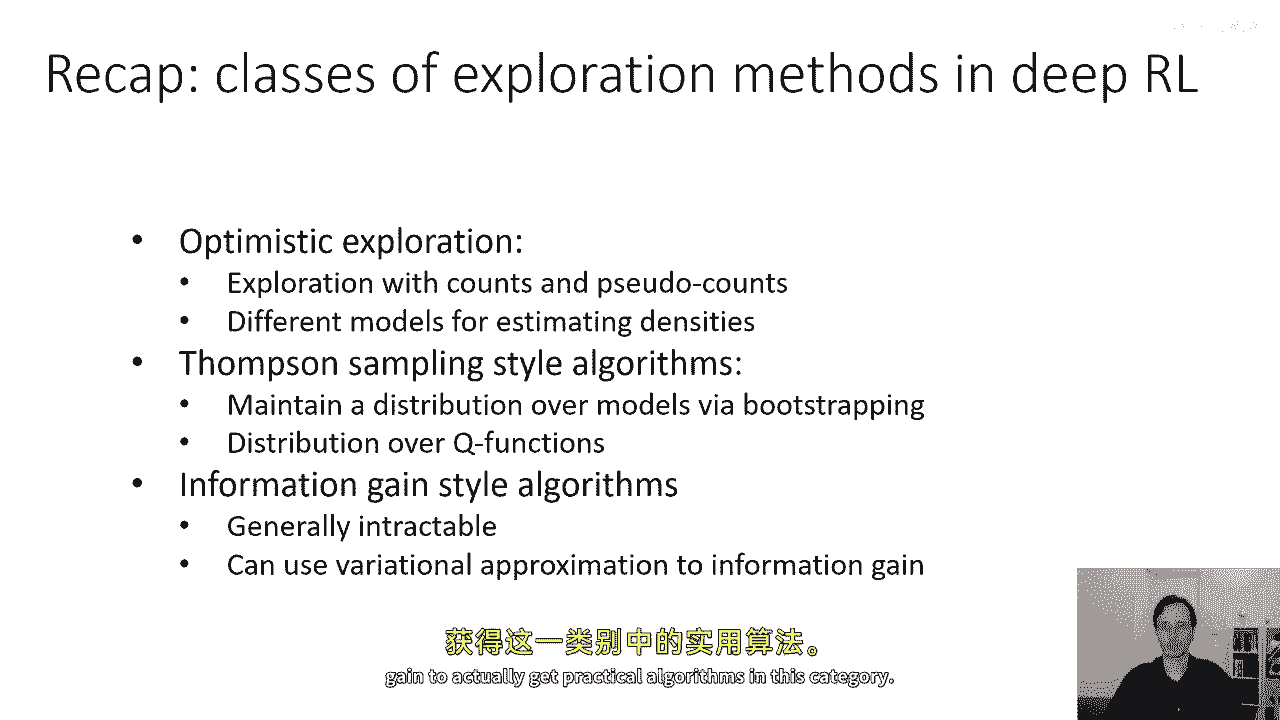 Recap: classes of exploration methods in deep RL
• Optimistic exploration:
• Exploration with counts and pseudo-counts
• Different models for estimating densities
• Thompson sampling style algorithms:
• Maintain a distribution over models via bootstrapping
• Distribution over Q-functions
• Information gain style algorithms
• Generally intractable
• Can use variational approximation to information gain
获得这一类别中的实用算法。
gain to actually get practical algorithms in this category.